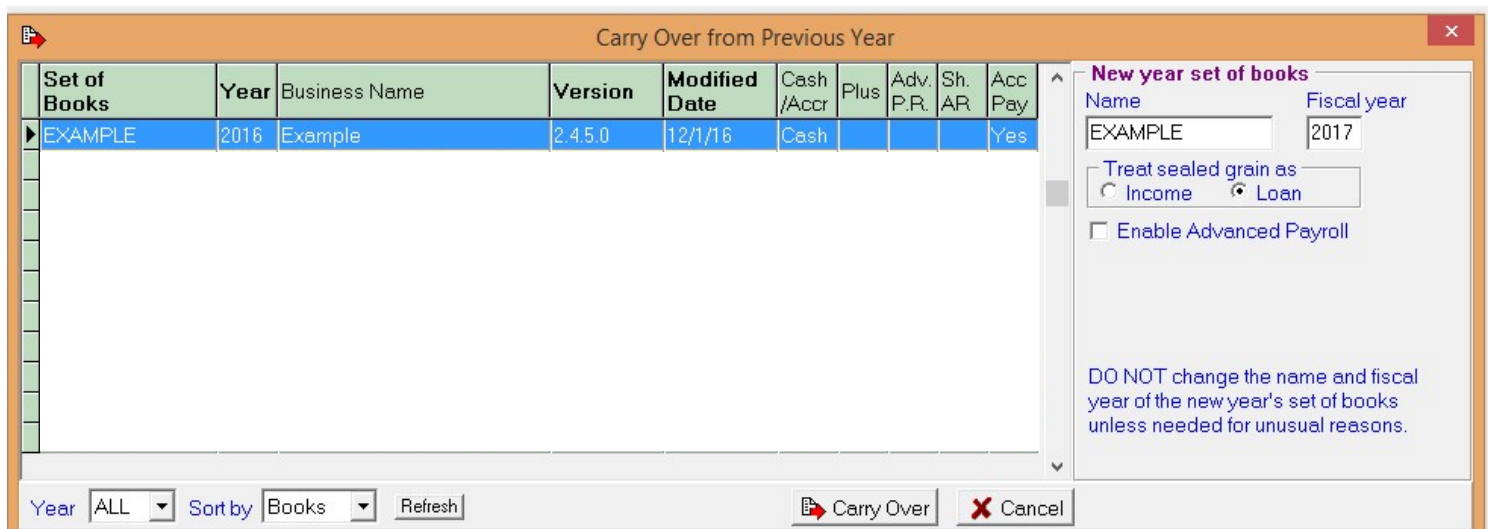 Carry Over from Previous Year
Set of Books Year Business Name Version Modified Date Cash /Accr Plus Adv. P.R. Sh. AR Acc Pay
EXAMPLE 2016 Example 2.4.5.0 12/1/16 Cash Yes
New year set of books
Name Fiscal year
EXAMPLE 2017
Treat sealed grain as
Income Loan
Enable Advanced Payroll
DO NOT change the name and fiscal
year of the new year's set of books
unless needed for unusual reasons.
Year ALL Sort by Books Refresh Carry Over Cancel